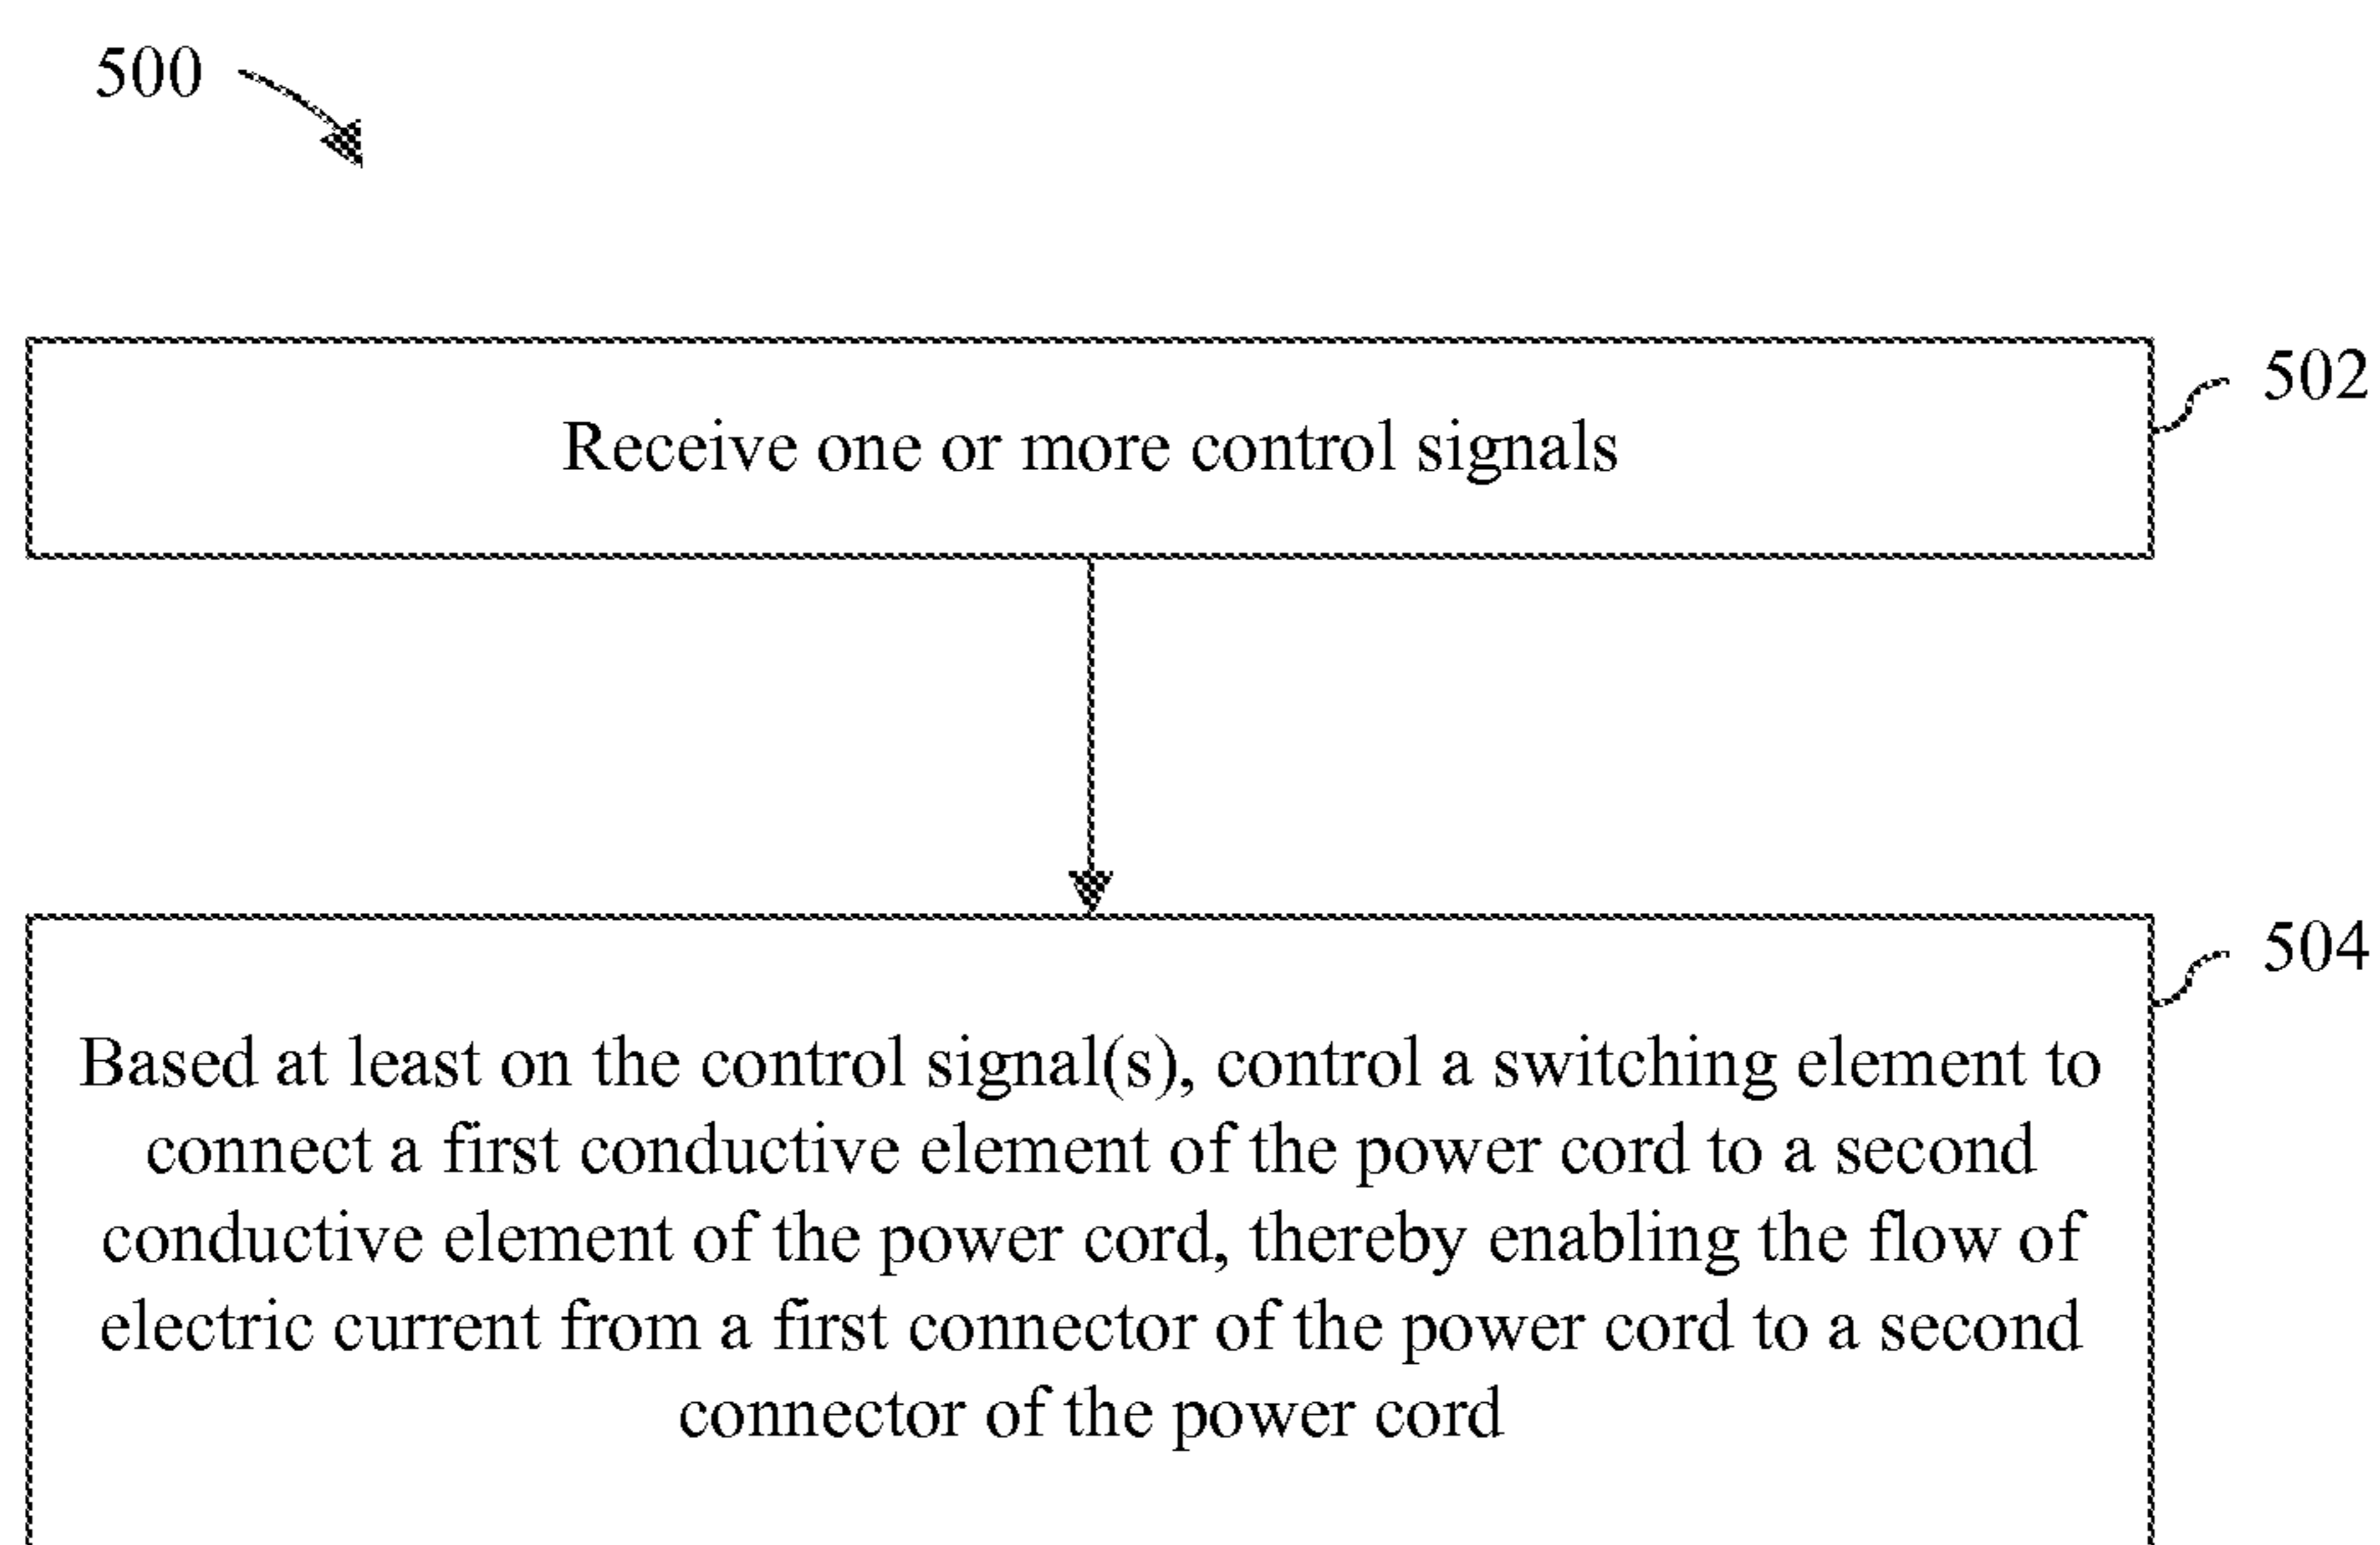 500
502
Receive one or more control signals
504
Based at least on the control signal(s), control a switching element to
connect a first conductive element of the power cord to a second
conductive element of the power cord, thereby enabling the flow of
electric current from a first connector of the power cord to a second
connector of the power cord